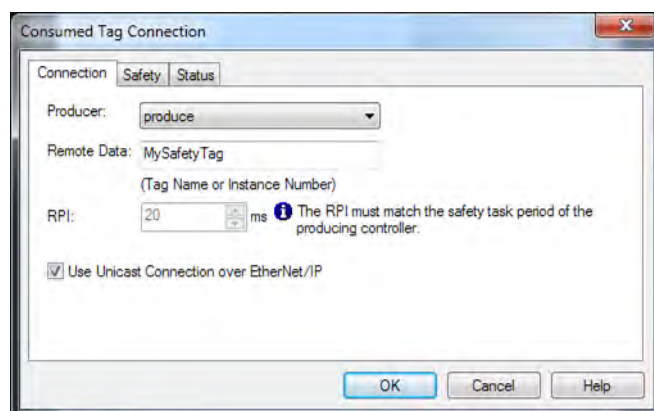 Consumed Tag Connection
Connection Safety Status
Producer: produce
Remote Data: MySafetyTag
(Tag Name or Instance Number)
RPI: 20 ms The RPI must match the safety task period of the
producing controller.
Use Unicast Connection over EtherNet/IP
OK Cancel Help